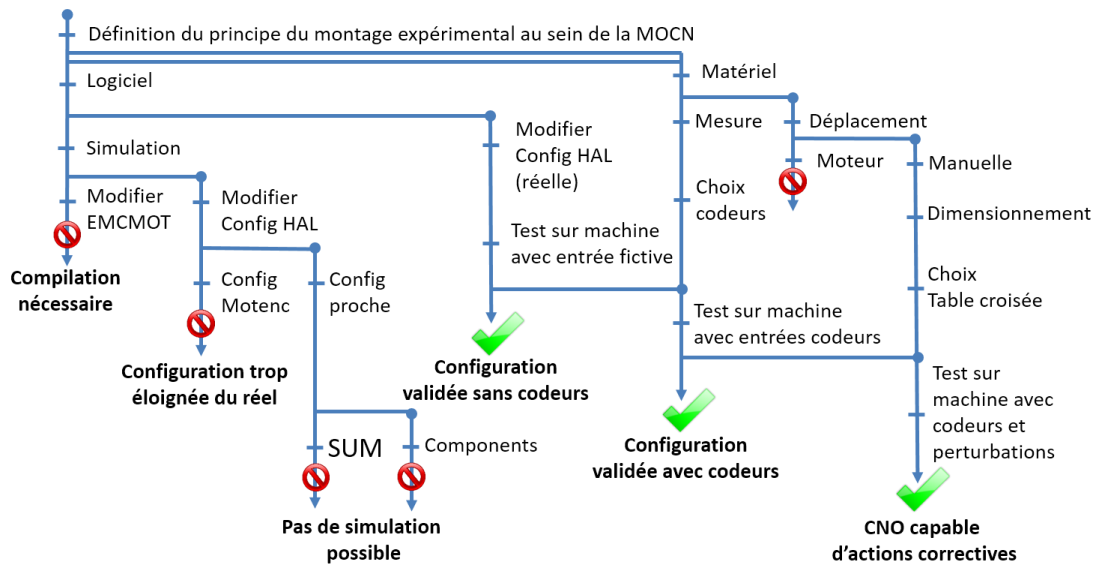 Définition du principe du montage expérimental au sein de la MOCN
Logiciel
Matériel
Mesure
Déplacement
Modifier
Config HAL
(réelle)
Simulation
Moteur
Manuelle
Choix
codeurs
Modifier
EMCMOT
Modifier
Config HAL
Dimensionnement
Test sur machine
avec entrée fictive
Compilation
nécessaire
Config
Motenc
Config
proche
Choix
Table croisée
Test sur machine
avec entrées codeurs
Configuration trop
éloignée du réel
Configuration
validée sans codeurs
Test sur
machine avec
codeurs et
perturbations
SUM
Components
Configuration
validée avec codeurs
Pas de simulation
possible
CNO capable
d'actions correctives